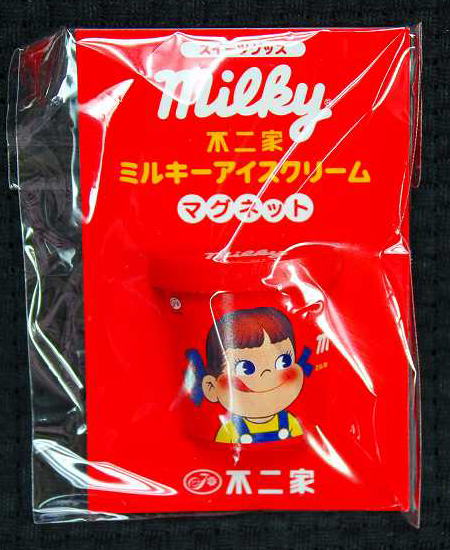 スイーツグッズ
milky®
不二家
ミルキーアイスクリーム
マグネット
milky
不二家